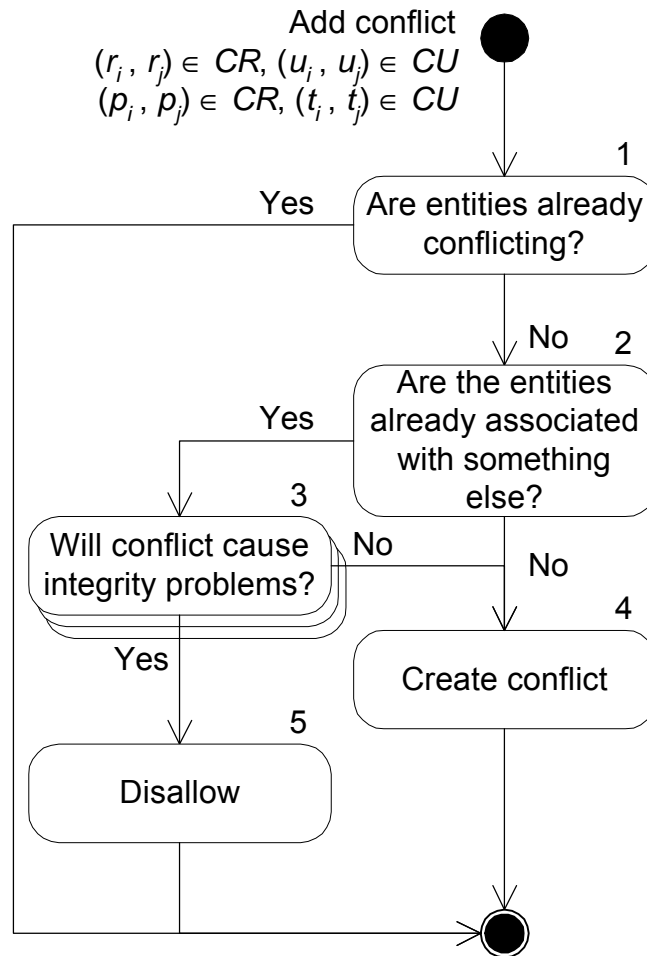 Add conflict
(r_i , r_j) ∈ CR, (u_i , u_j) ∈ CU
(p_i , p_j) ∈ CR, (t_i , t_j) ∈ CU
1
Yes
Are entities already
conflicting?
No
2
Yes
Are the entities
already associated
with something
else?
3
Will conflict cause
integrity problems?
No
No
4
Yes
Create conflict
5
Disallow